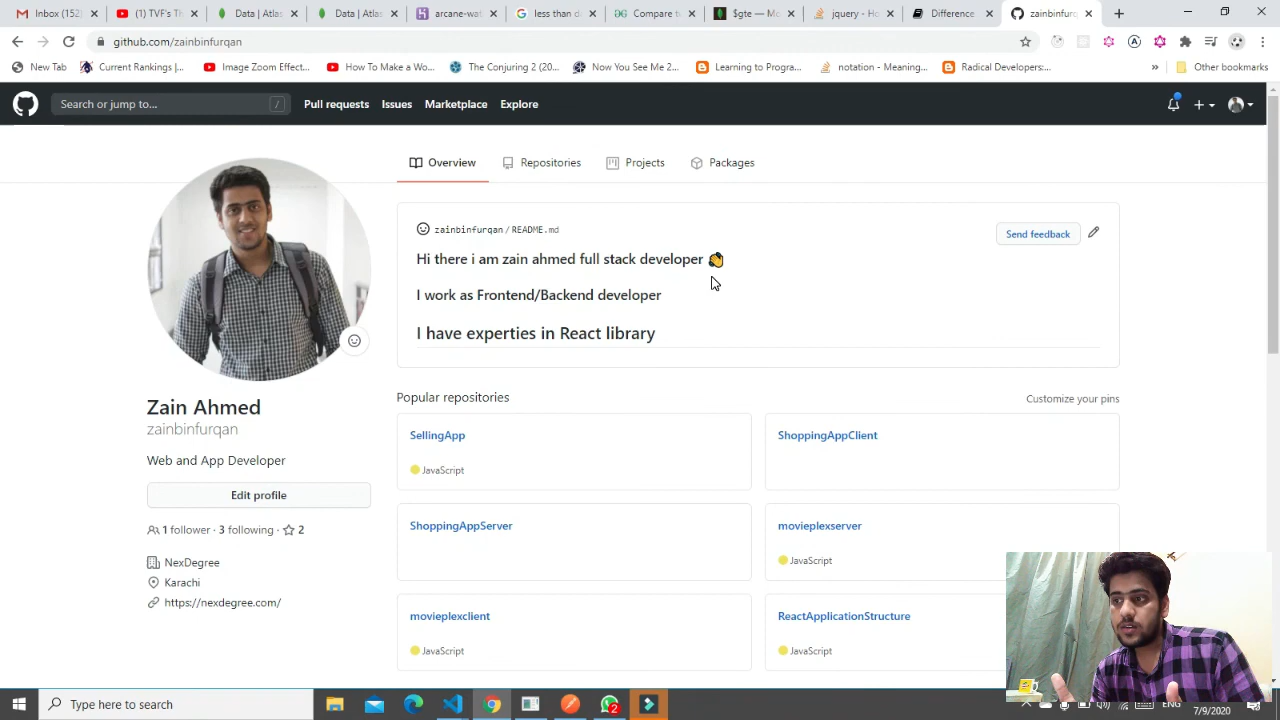 Inbox (152
(1) TV'F's T
Data | Atlas
Data | Atlas
arcane-wat
less than d
Compare tv
$gte — Mo
jquery - Ho
Difference
zainbinfur
github.com/zainbinfurqan
New Tab
Current Rankings |...
Image Zoom Effect...
How To Make a Wo...
The Conjuring 2 (20...
Now You See Me 2...
Learning to Progra...
notation - Meaning...
Radical Developers:...
»
Other bookmarks
Search or jump to...
/
Pull requests
Issues
Marketplace
Explore
Overview
Repositories
Projects
Packages
zainbinfurqan/README.md
Send feedback
Hi there i am zain ahmed full stack developer
I work as Frontend/Backend developer
I have experties in React library
Zain Ahmed
zainbinfurqan
Web and App Developer
Edit profile
1 follower · 3 following · 2
NexDegree
Karachi
https://nexdegree.com/
Popular repositories
Customize your pins
SellingApp
JavaScript
ShoppingAppClient
ShoppingAppServer
movieplexserver
JavaScript
movieplexclient
JavaScript
ReactApplicationStructure
JavaScript
Type here to search
2
ENG
7/9/2020